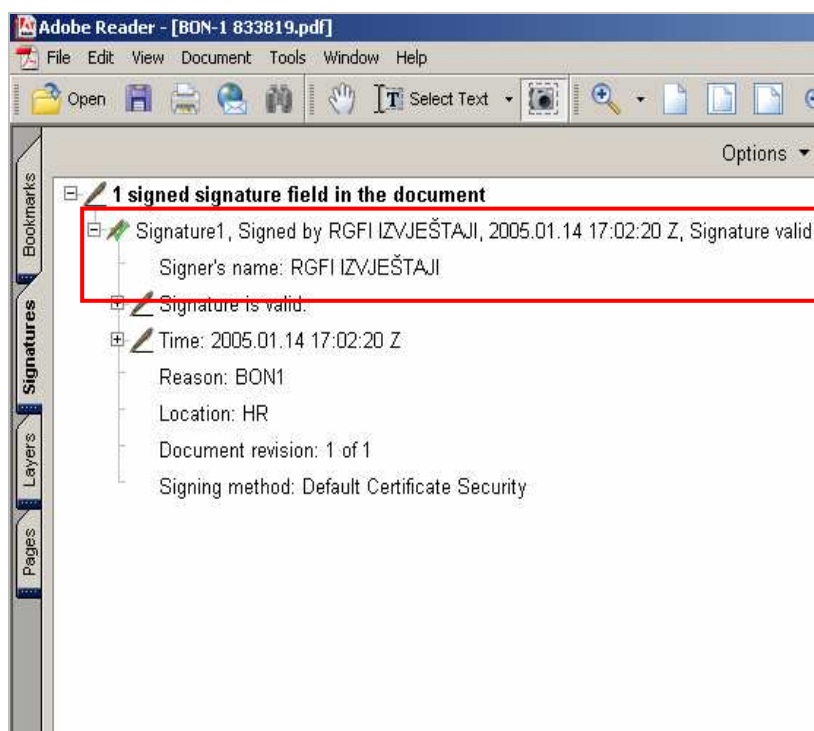 Adobe Reader - [BON-1 833819.pdf]
File Edit View Document Tools Window Help
Open Select Text
Options
Bookmarks
Signatures
Layers
Pages
1 signed signature field in the document
Signature1, Signed by RGFI IZVJEŠTAJI, 2005.01.14 17:02:20 Z, Signature valid
Signer's name: RGFI IZVJEŠTAJI
Signature is valid:
Time: 2005.01.14 17:02:20 Z
Reason: BON1
Location: HR
Document revision: 1 of 1
Signing method: Default Certificate Security